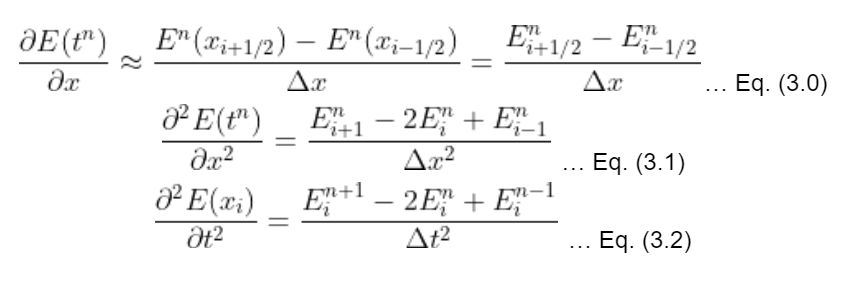 ∂E(tⁿ)/∂x ≈ (Eⁿ(x_{i+1/2}) − Eⁿ(x_{i−1/2}))/Δx = (Eⁿ_{i+1/2} − Eⁿ_{i−1/2})/Δx … Eq. (3.0)
∂²E(tⁿ)/∂x² = (Eⁿ_{i+1} − 2Eⁿ_i + Eⁿ_{i−1})/Δx² … Eq. (3.1)
∂²E(x_i)/∂t² = (E^{n+1}_i − 2Eⁿ_i + E^{n−1}_i)/Δt² … Eq. (3.2)